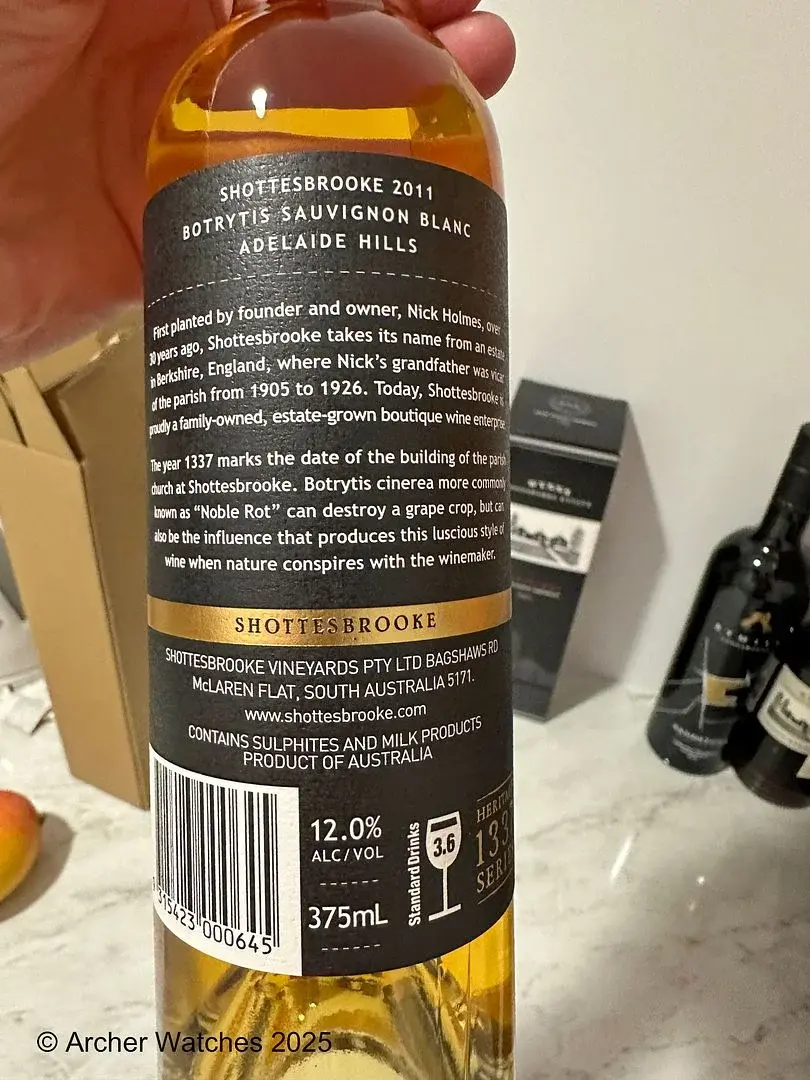 SHOTTESBROOKE 2011
BOTRYTIS SAUVIGNON BLANC
ADELAIDE HILLS
First planted by founder and owner, Nick Holmes, over
30 years ago, Shottesbrooke takes its name from an estate
in Berkshire, England, where Nick's grandfather was vicar
of the parish from 1905 to 1926. Today, Shottesbrooke is
proudly a family-owned, estate-grown boutique wine enterprise.
The year 1337 marks the date of the building of the parish
church at Shottesbrooke. Botrytis cinerea more commonly
known as “Noble Rot” can destroy a grape crop, but can
also be the influence that produces this luscious style of
wine when nature conspires with the winemaker.
SHOTTESBROOKE
SHOTTESBROOKE VINEYARDS PTY LTD BAGSHAWS RD
McLAREN FLAT, SOUTH AUSTRALIA 5171.
www.shottesbrooke.com
CONTAINS SULPHITES AND MILK PRODUCTS
PRODUCT OF AUSTRALIA
12.0%
ALC/VOL
375mL
Standard Drinks
3.6
315423 000645
WYNNS
© Archer Watches 2025